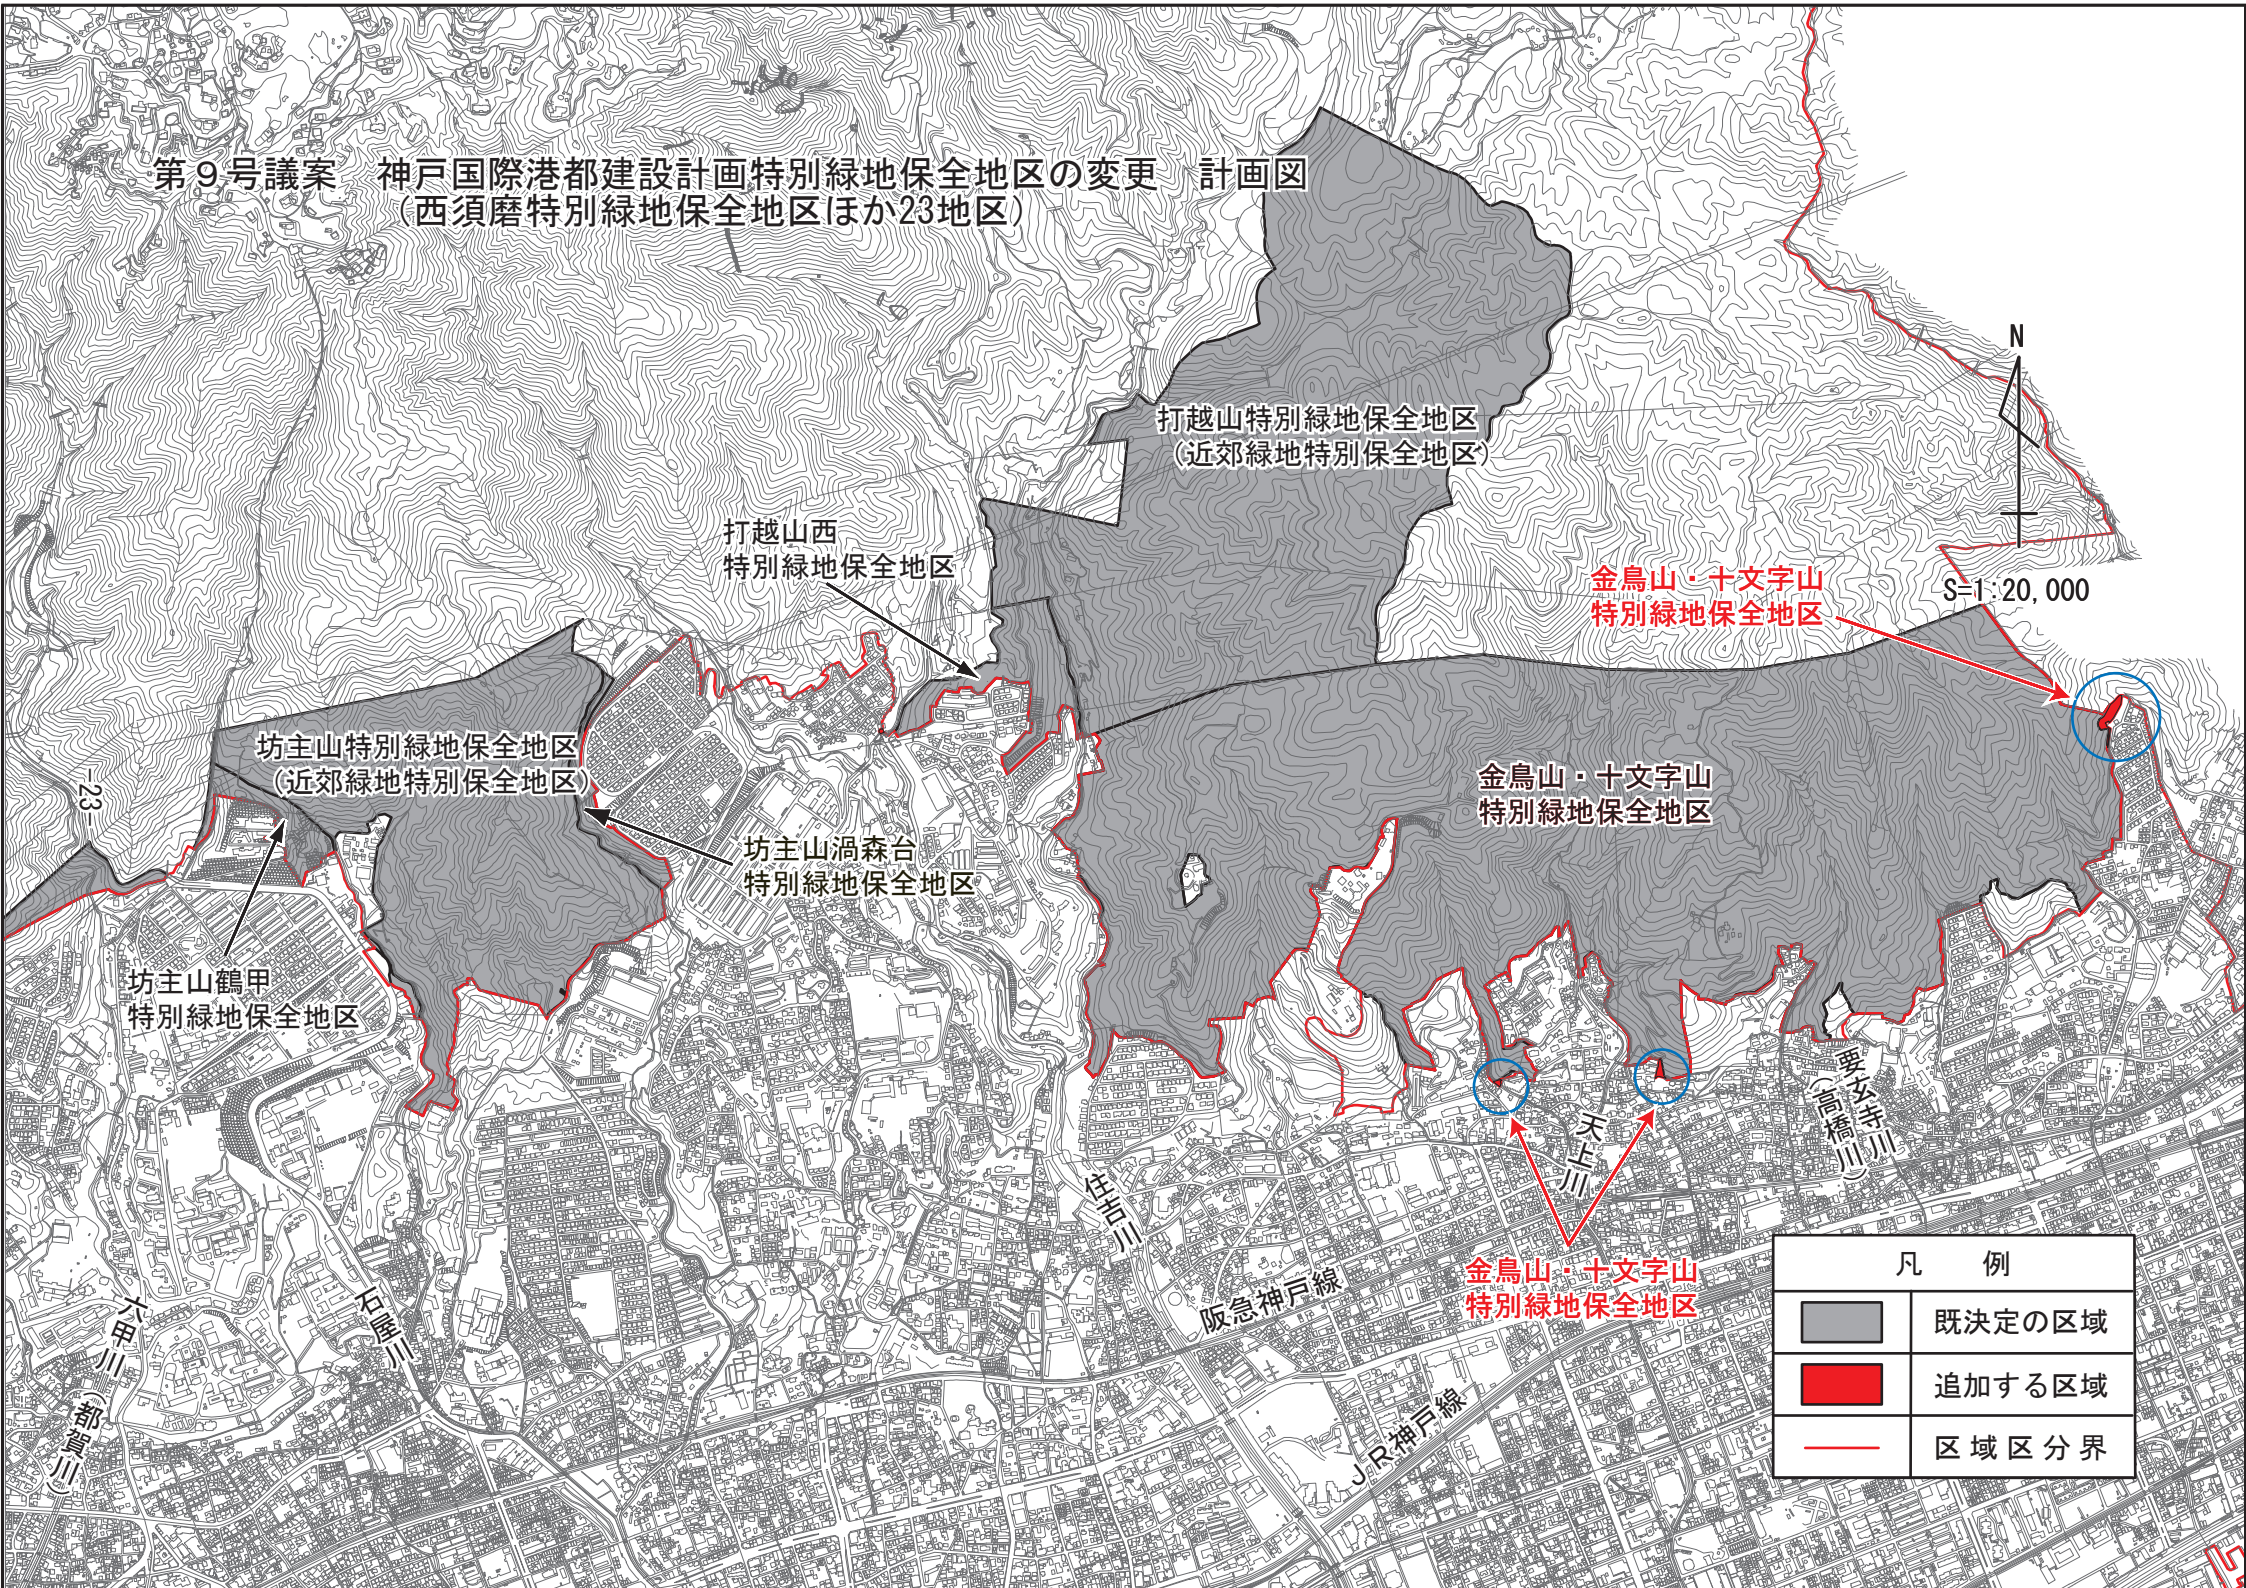 第９号議案　神戸国際港都建設計画特別緑地保全地区の変更　計画図
（西須磨特別緑地保全地区ほか23地区）
N
S=1:20,000
打越山特別緑地保全地区
（近郊緑地特別保全地区）
打越山西
特別緑地保全地区
金鳥山・十文字山
特別緑地保全地区
坊主山特別緑地保全地区
（近郊緑地特別保全地区）
金鳥山・十文字山
特別緑地保全地区
-23-
坊主山渦森台
特別緑地保全地区
坊主山鶴甲
特別緑地保全地区
要玄寺川
（高橋川）
天上川
住吉川
金鳥山・十文字山
特別緑地保全地区
阪急神戸線
石屋川
六甲川（都賀川）
ＪＲ神戸線
凡　例
既決定の区域
追加する区域
区域区分界